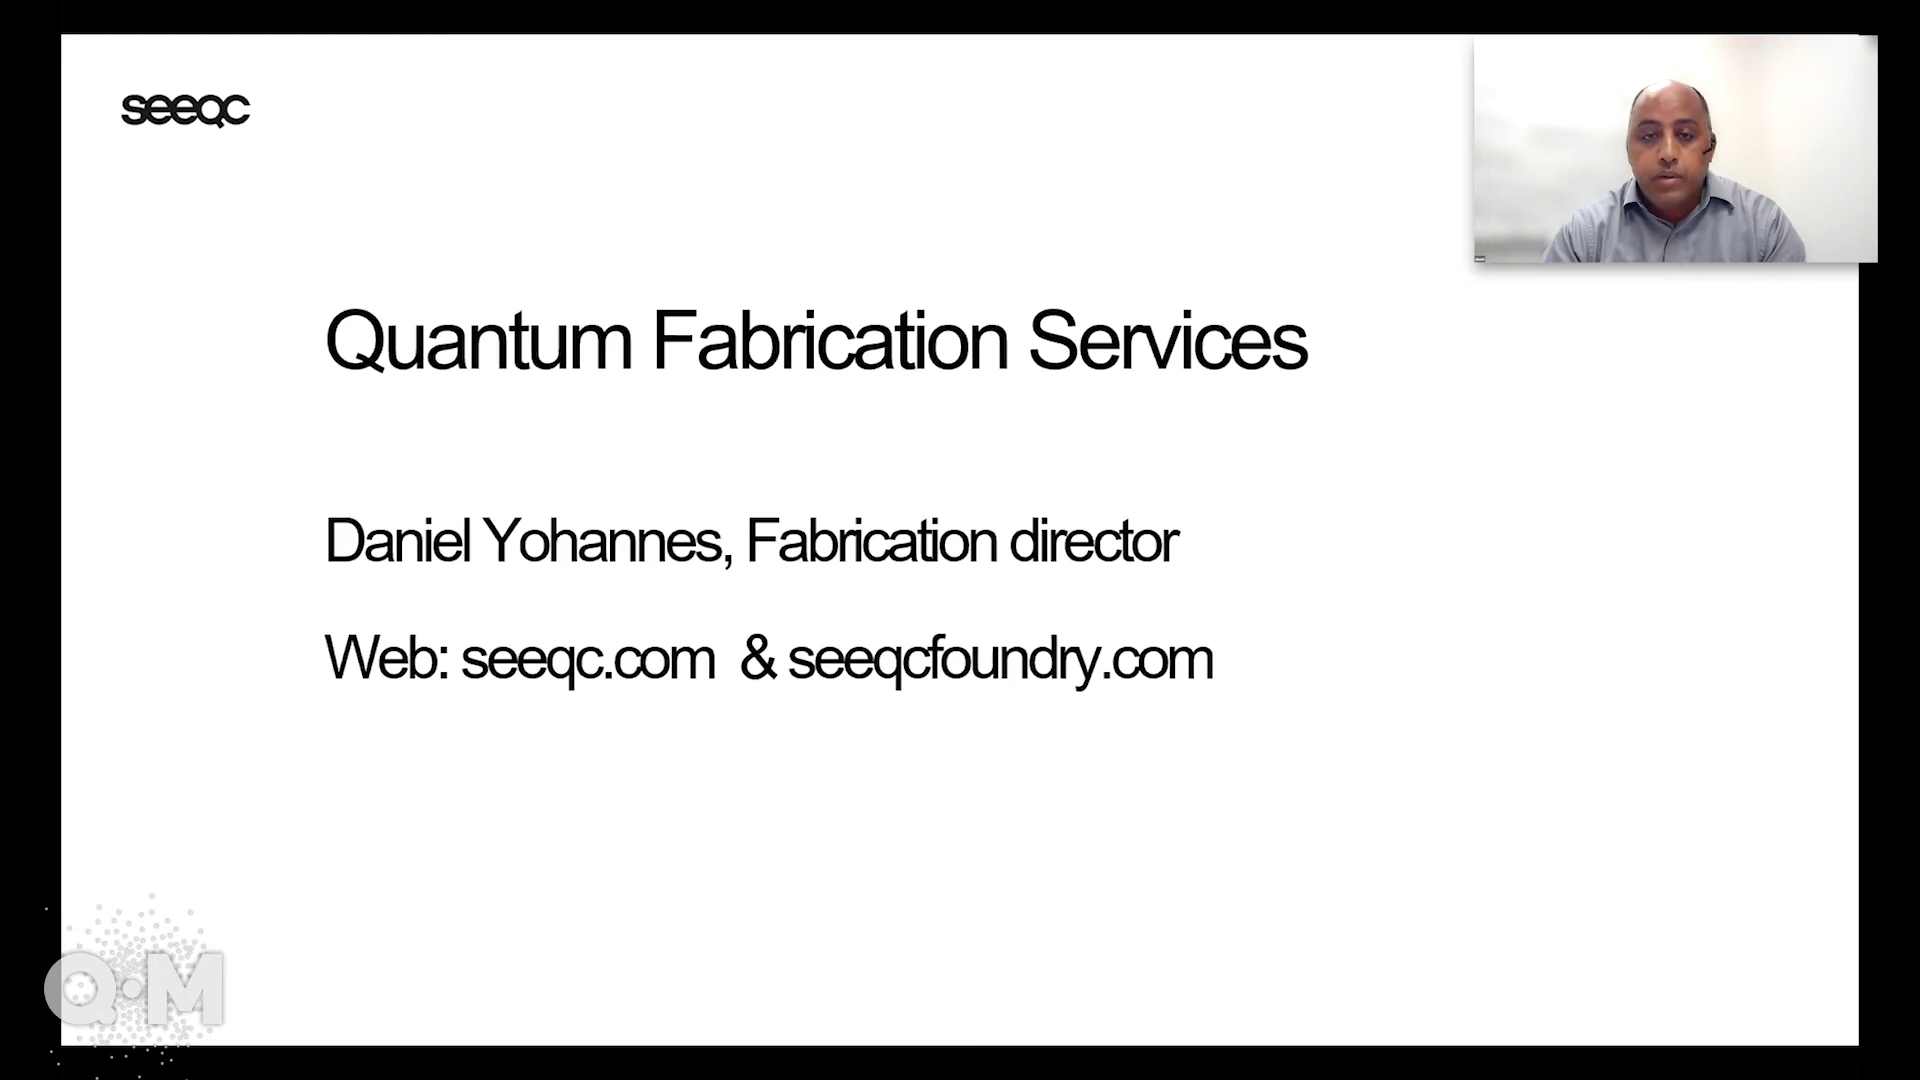 seeqc
Quantum Fabrication Services
Daniel Yohannes, Fabrication director
Web: seeqc.com & seeqcfoundry.com
Q·M